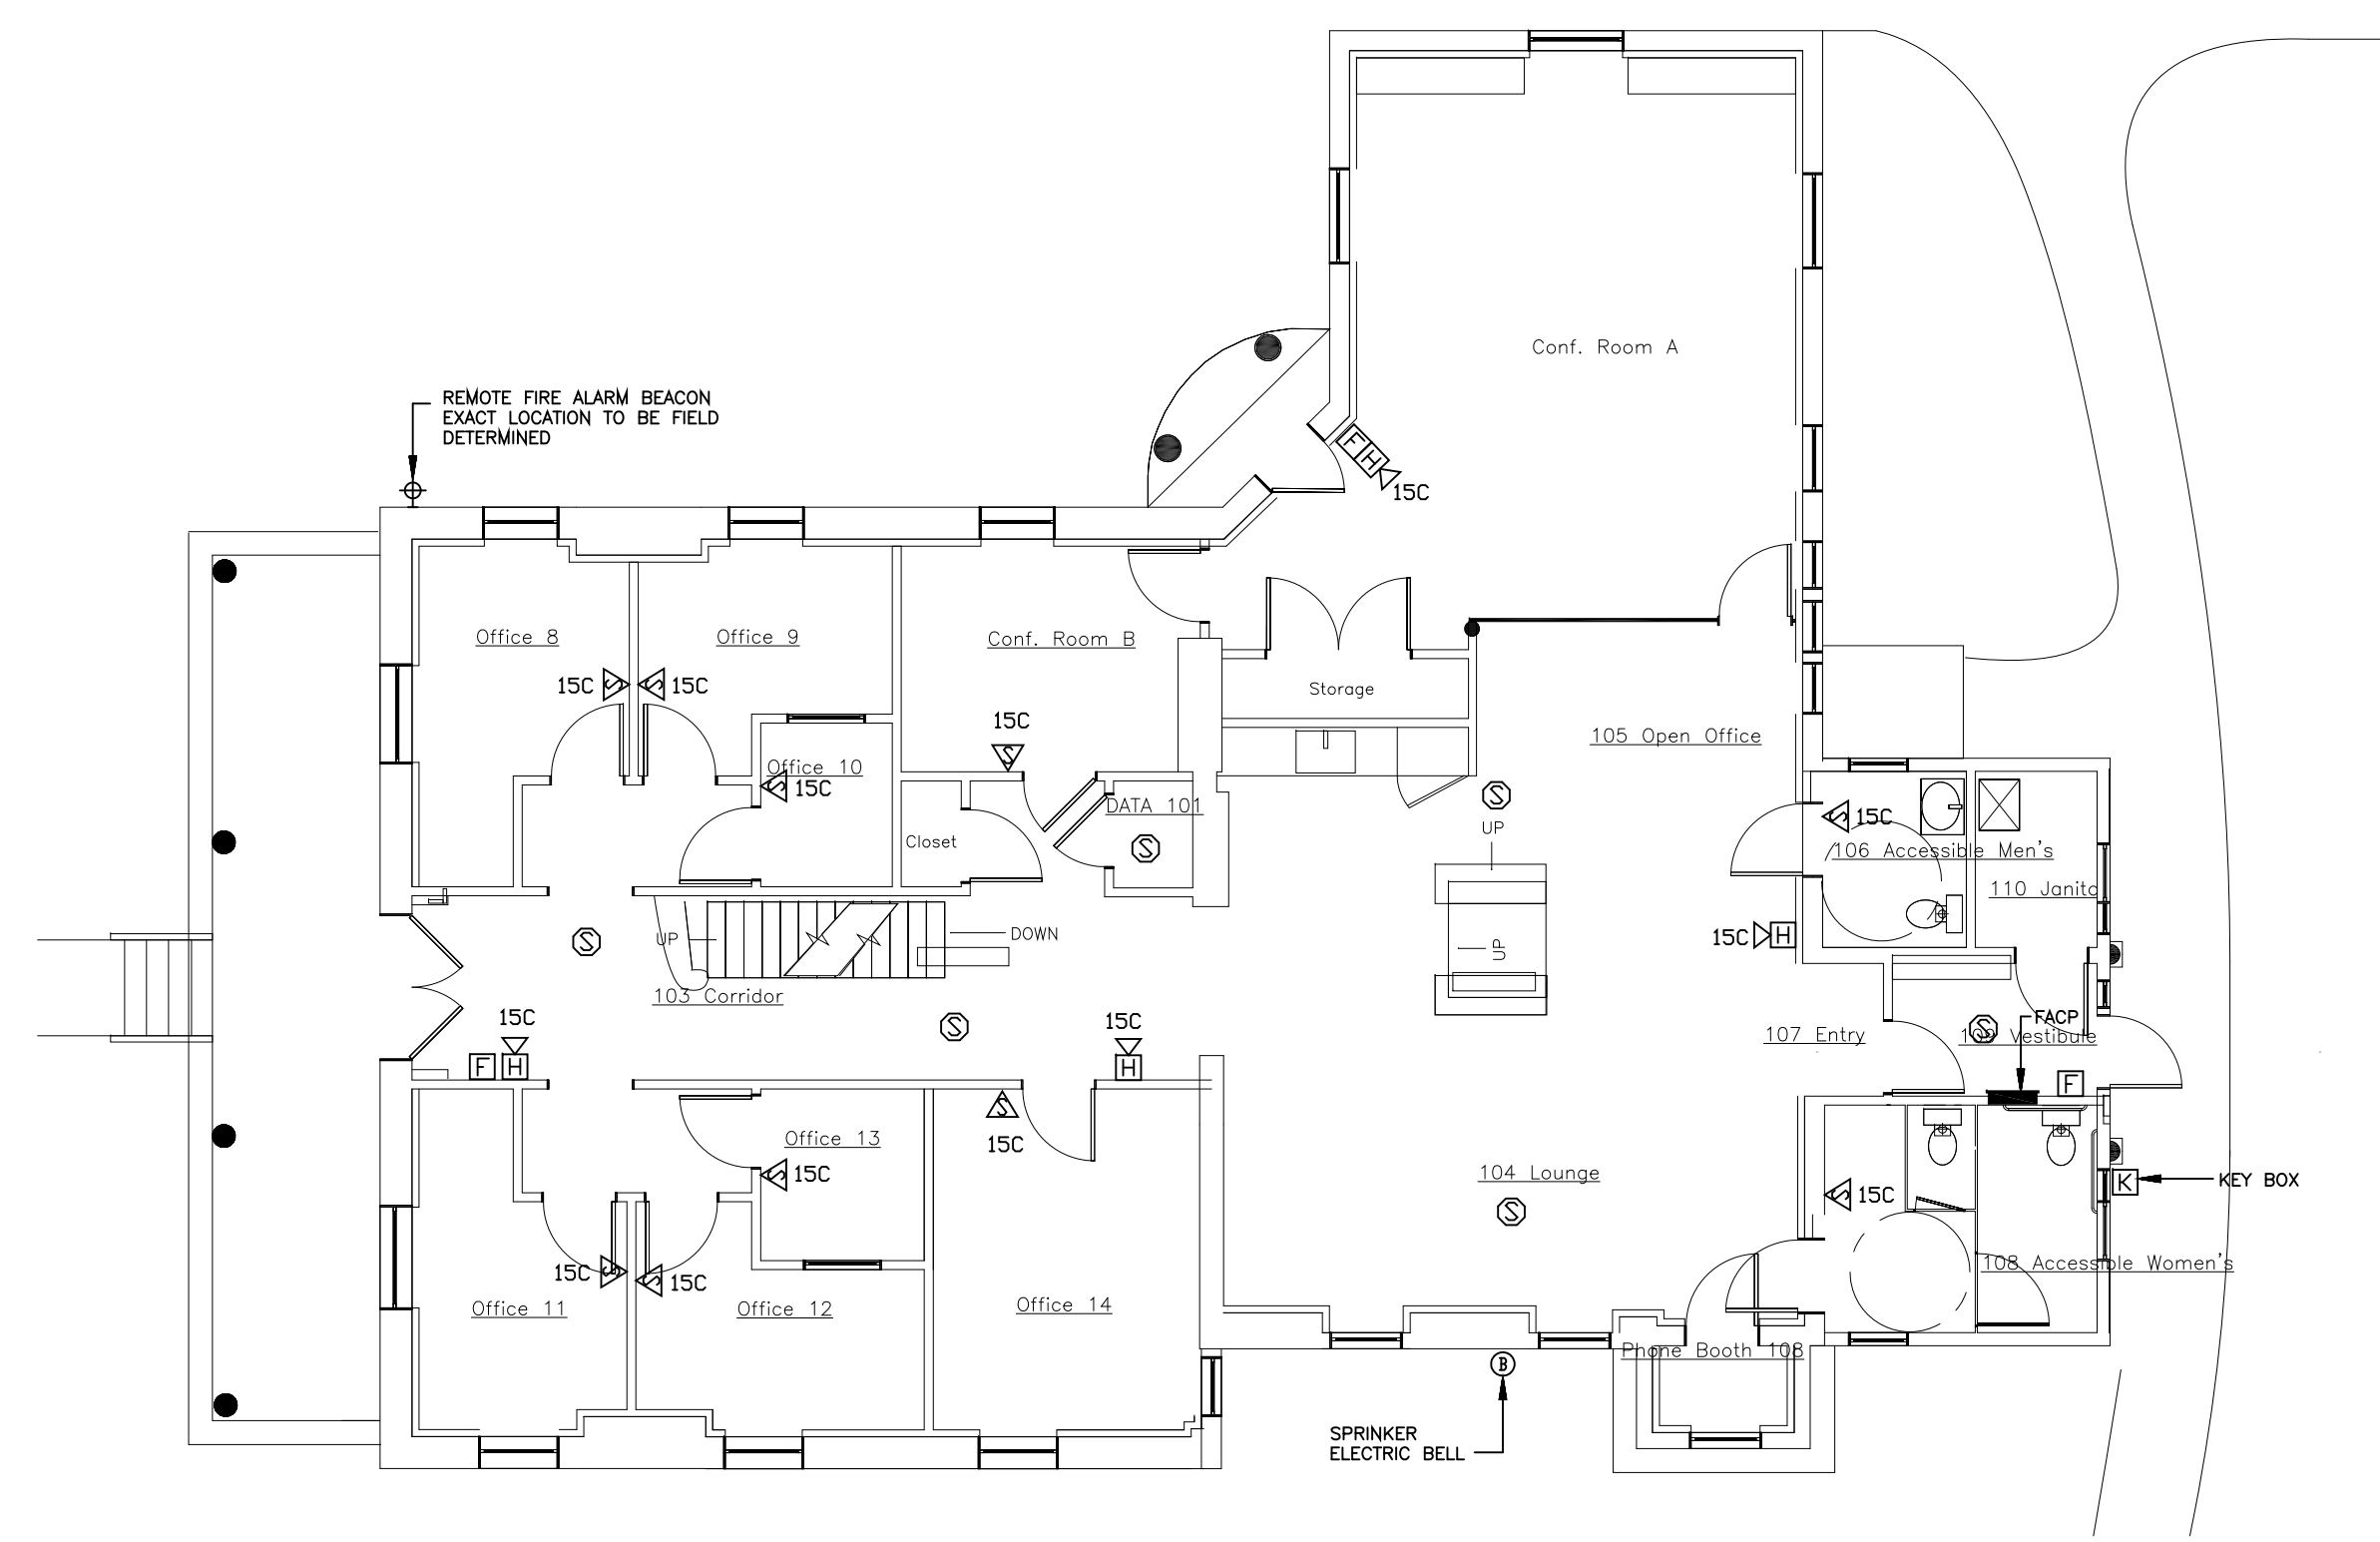 Conf. Room A
REMOTE FIRE ALARM BEACON
EXACT LOCATION TO BE FIELD
DETERMINED
F H
15C
Office 8
Office 9
Conf. Room B
15C S
S 15C
Storage
15C
S
105 Open Office
Office 10
S 15C
DATA 101
S
Closet
S
UP
S 15C
106 Accessible Men's
110 Janito
S
UP
DOWN
UP
15C H
103 Corridor
15C
F H
S
15C
H
107 Entry
S
FACP
109 Vestibule
F
S
15C
Office 13
S 15C
104 Lounge
S
S 15C
K
KEY BOX
15C S
S 15C
108 Accessible Women's
Office 11
Office 12
Office 14
Phone Booth 108
B
SPRINKER
ELECTRIC BELL